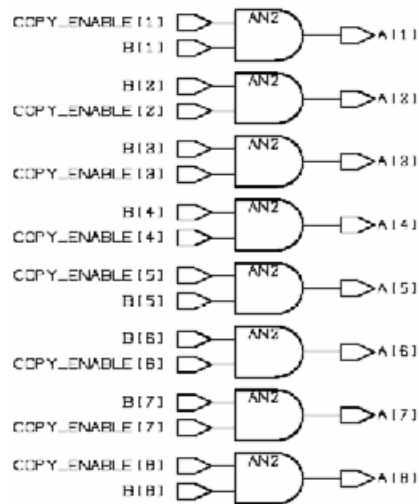 COPY_ENABLE[1]
AN2
A[1]
B[1]
B[2]
AN2
A[2]
COPY_ENABLE[2]
B[3]
AN2
A[3]
COPY_ENABLE[3]
B[4]
AN2
A[4]
COPY_ENABLE[4]
COPY_ENABLE[5]
AN2
A[5]
B[5]
B[6]
AN2
A[6]
COPY_ENABLE[6]
B[7]
AN2
A[7]
COPY_ENABLE[7]
COPY_ENABLE[8]
AN2
A[8]
B[8]